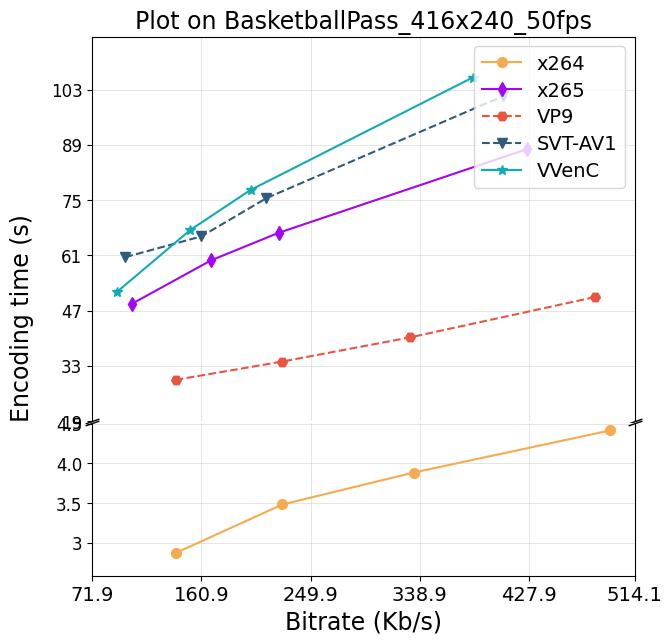 Plot on BasketballPass_416x240_50fps
x264
x265
VP9
SVT-AV1
VVenC
Encoding time (s)
103
89
75
61
47
33
19
4.5
4.0
3.5
3
71.9 160.9 249.9 338.9 427.9 514.1
Bitrate (Kb/s)